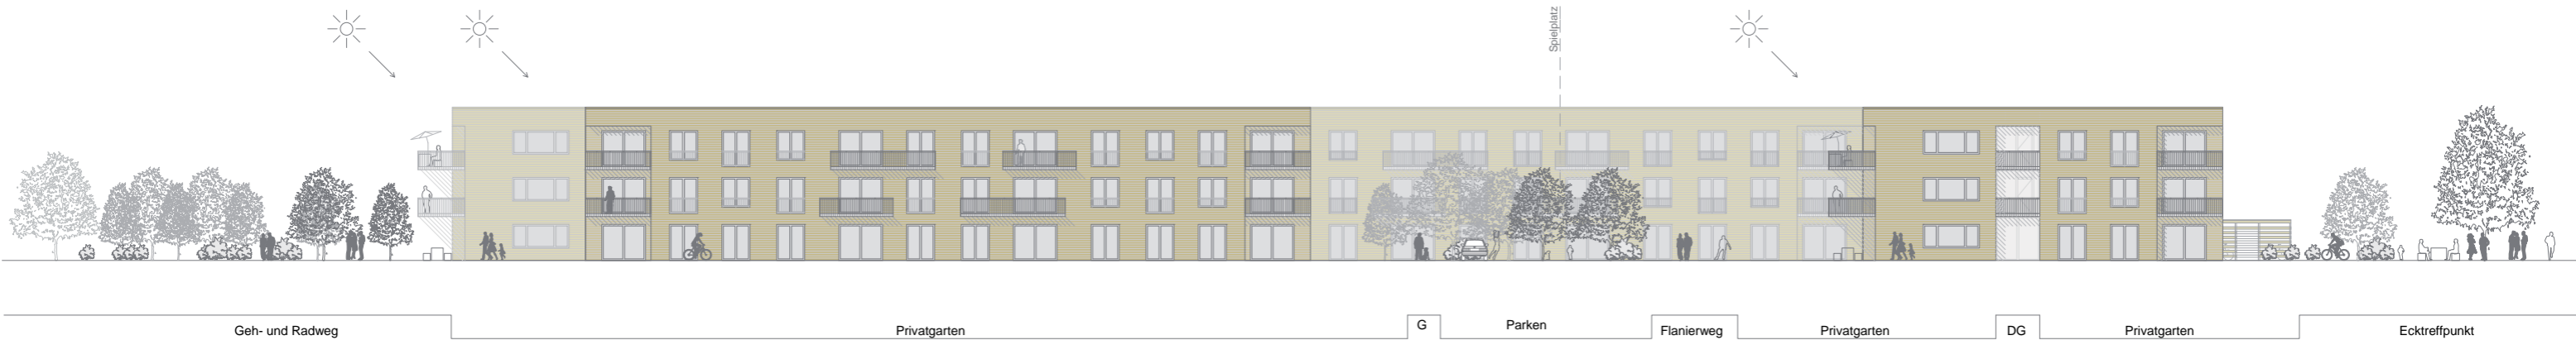 Spielplatz
Geh- und Radweg
Privatgarten
G
Parken
Flanierweg
Privatgarten
DG
Privatgarten
Ecktreffpunkt